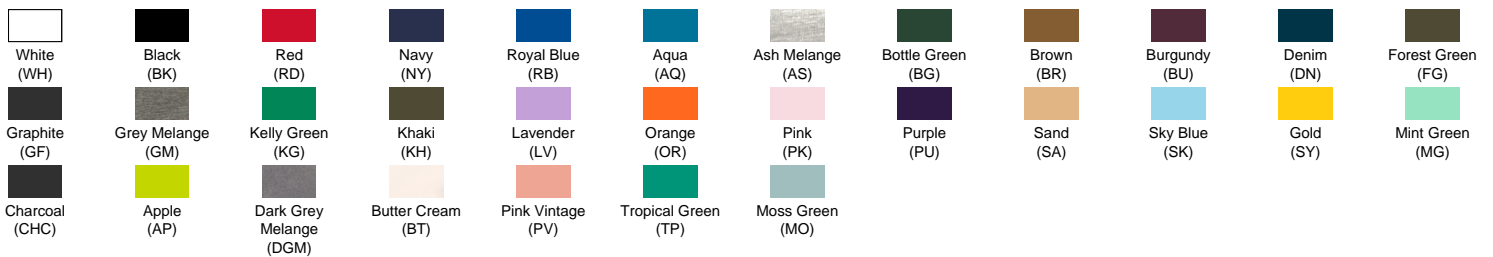 White Black Red Navy Royal Blue Aqua Ash Melange Bottle Green Brown Burgundy Denim Forest Green
(WH) (BK) (RD) (NY) (RB) (AQ) (AS) (BG) (BR) (BU) (DN) (FG)
Graphite Grey Melange Kelly Green Khaki Lavender Orange Pink Purple Sand Sky Blue Gold Mint Green
(GF) (GM) (KG) (KH) (LV) (OR) (PK) (PU) (SA) (SK) (SY) (MG)
Charcoal Apple Dark Grey Butter Cream Pink Vintage Tropical Green Moss Green
(CHC) (AP) Melange (BT) (PV) (TP) (MO)
(DGM)